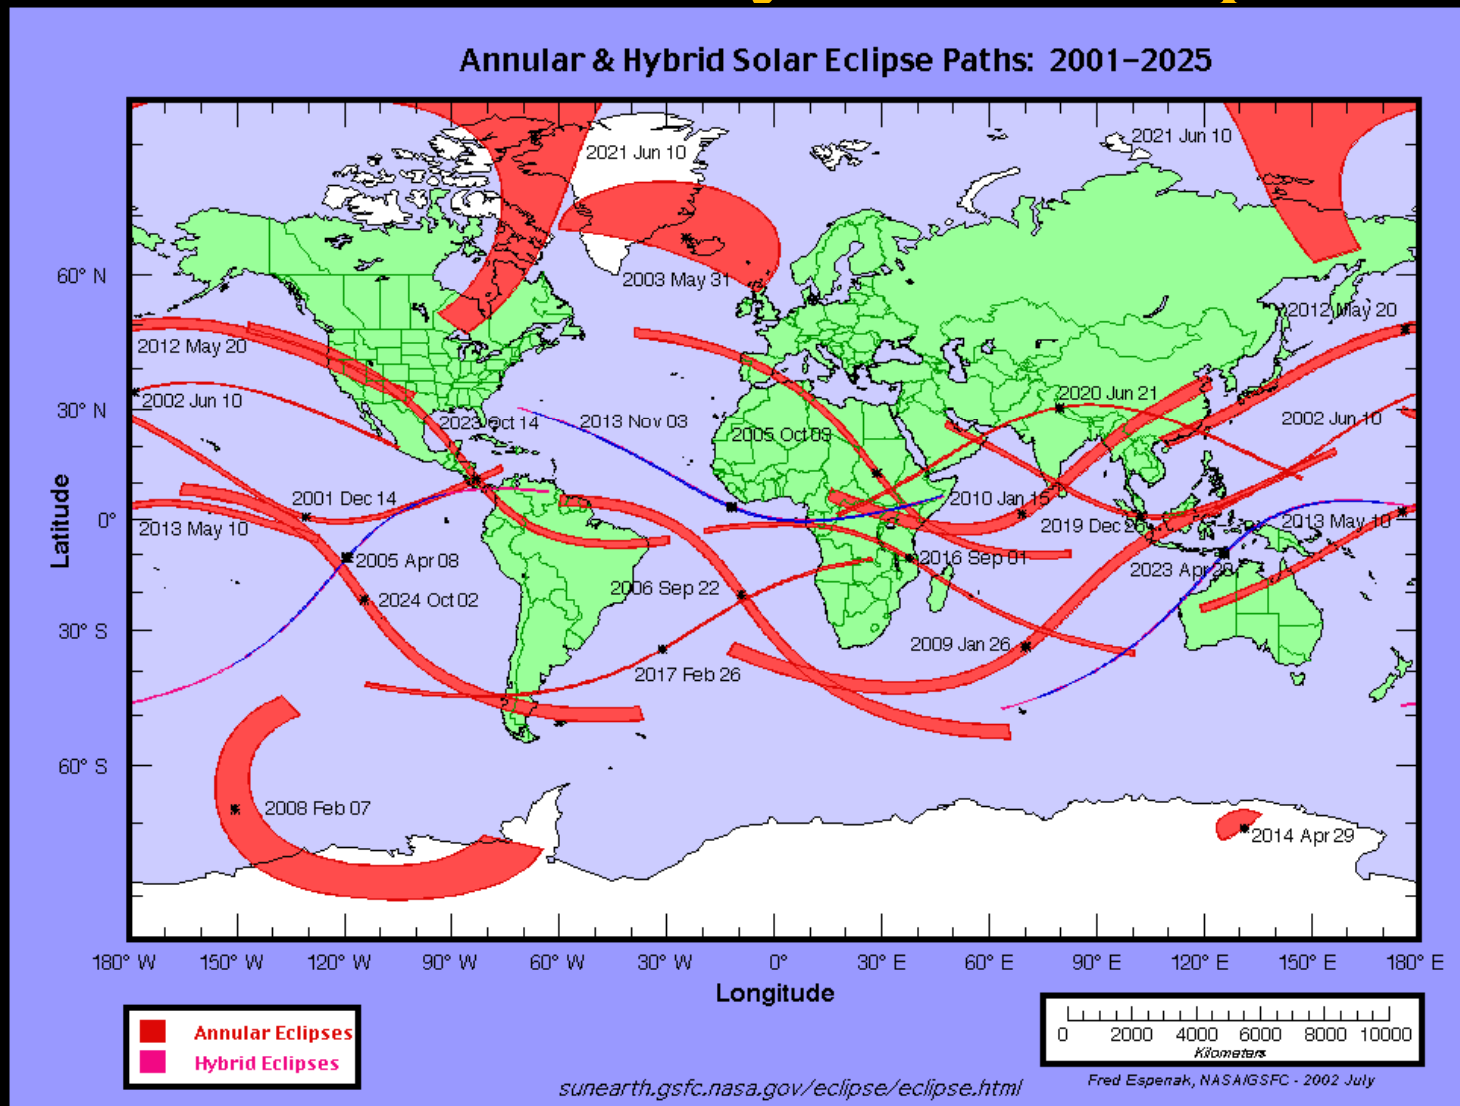 Annular & Hybrid Solar Eclipse Paths: 2001–2025
2021 Jun 10
2021 Jun 10
2003 May 31
60° N
2012 May 20
2012 May 20
2002 Jun 10
2020 Jun 21
30° N
2023 Oct 14
2013 Nov 03
2005 Oct 03
2002 Jun 10
2001 Dec 14
2010 Jan 15
0°
2013 May 10
2019 Dec 26
2013 May 10
2005 Apr 08
2016 Sep 01
2023 Apr 20
2006 Sep 22
2024 Oct 02
30° S
2009 Jan 26
2017 Feb 26
60° S
2008 Feb 07
2014 Apr 29
Latitude
180° W 150° W 120° W 90° W 60° W 30° W 0° 30° E 60° E 90° E 120° E 150° E 180° E
Longitude
Annular Eclipses
Hybrid Eclipses
0 2000 4000 6000 8000 10000
Kilometers
Fred Espenak, NASA/GSFC - 2002 July
sunearth.gsfc.nasa.gov/eclipse/eclipse.html